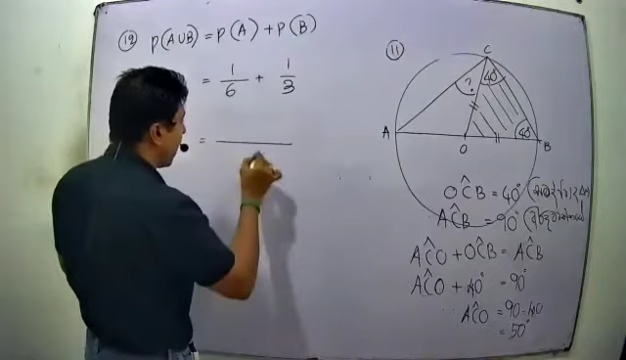 ⑫ P(A∪B) = P(A) + P(B)
= 1/6 + 1/3
=
⑪
C
? 40°
A O 40° B
OĈB = 40°
AĈB = 90°
AĈO + OĈB = AĈB
AĈO + 40° = 90°
AĈO = 90 - 40
= 50°